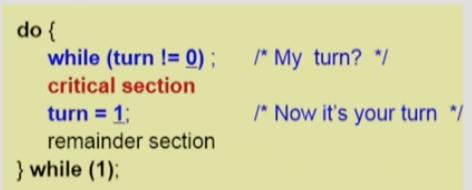 do {
while (turn != 0) ; /* My turn? */
critical section
turn = 1; /* Now it's your turn */
remainder section
} while (1);